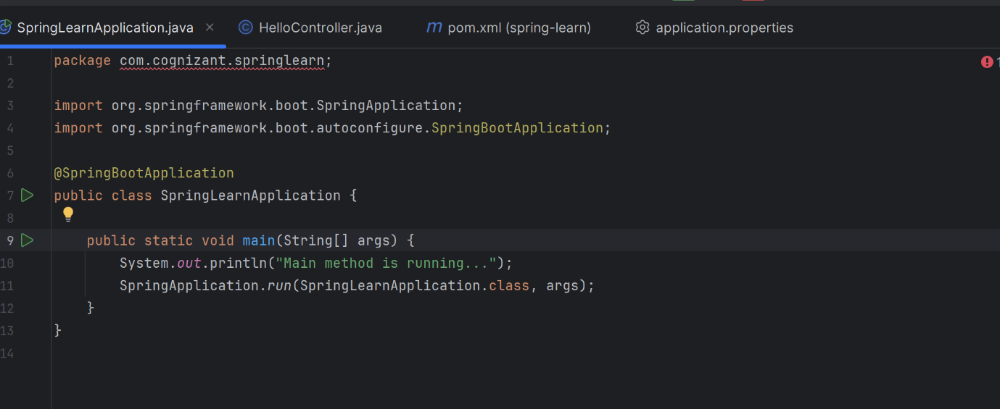 SpringLearnApplication.java HelloController.java pom.xml (spring-learn) application.properties
1 package com.cognizant.springlearn;
2
3 import org.springframework.boot.SpringApplication;
4 import org.springframework.boot.autoconfigure.SpringBootApplication;
5
6 @SpringBootApplication
7 public class SpringLearnApplication {
8
9 public static void main(String[] args) {
10 System.out.println("Main method is running...");
11 SpringApplication.run(SpringLearnApplication.class, args);
12 }
13 }
14